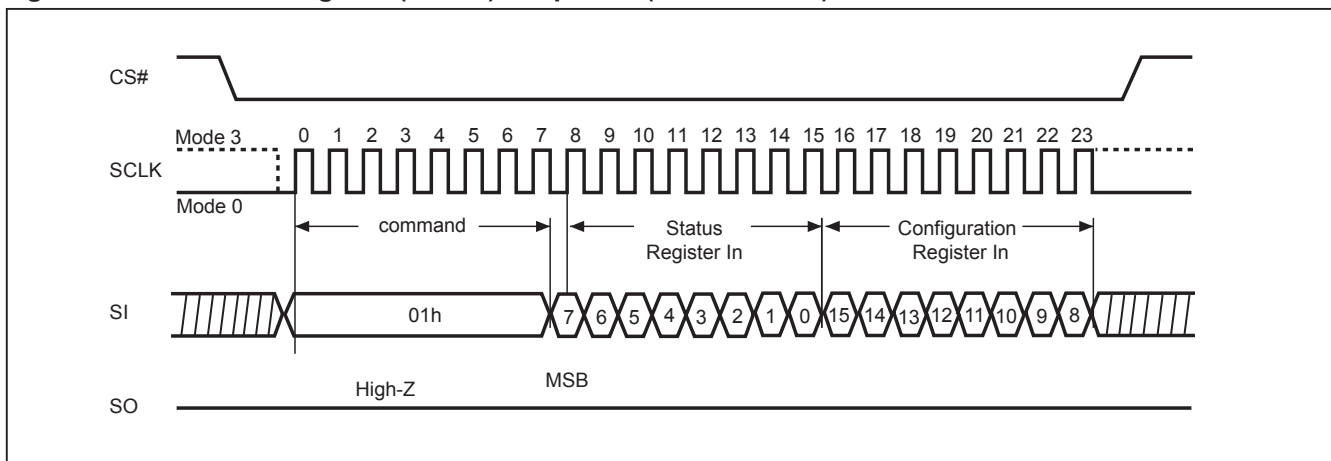 CS#
Mode 3
0 1 2 3 4 5 6 7 8 9 10 11 12 13 14 15 16 17 18 19 20 21 22 23
SCLK
Mode 0
command
Status
Register In
Configuration
Register In
SI
01h
7 6 5 4 3 2 1 0 15 14 13 12 11 10 9 8
High-Z
MSB
SO